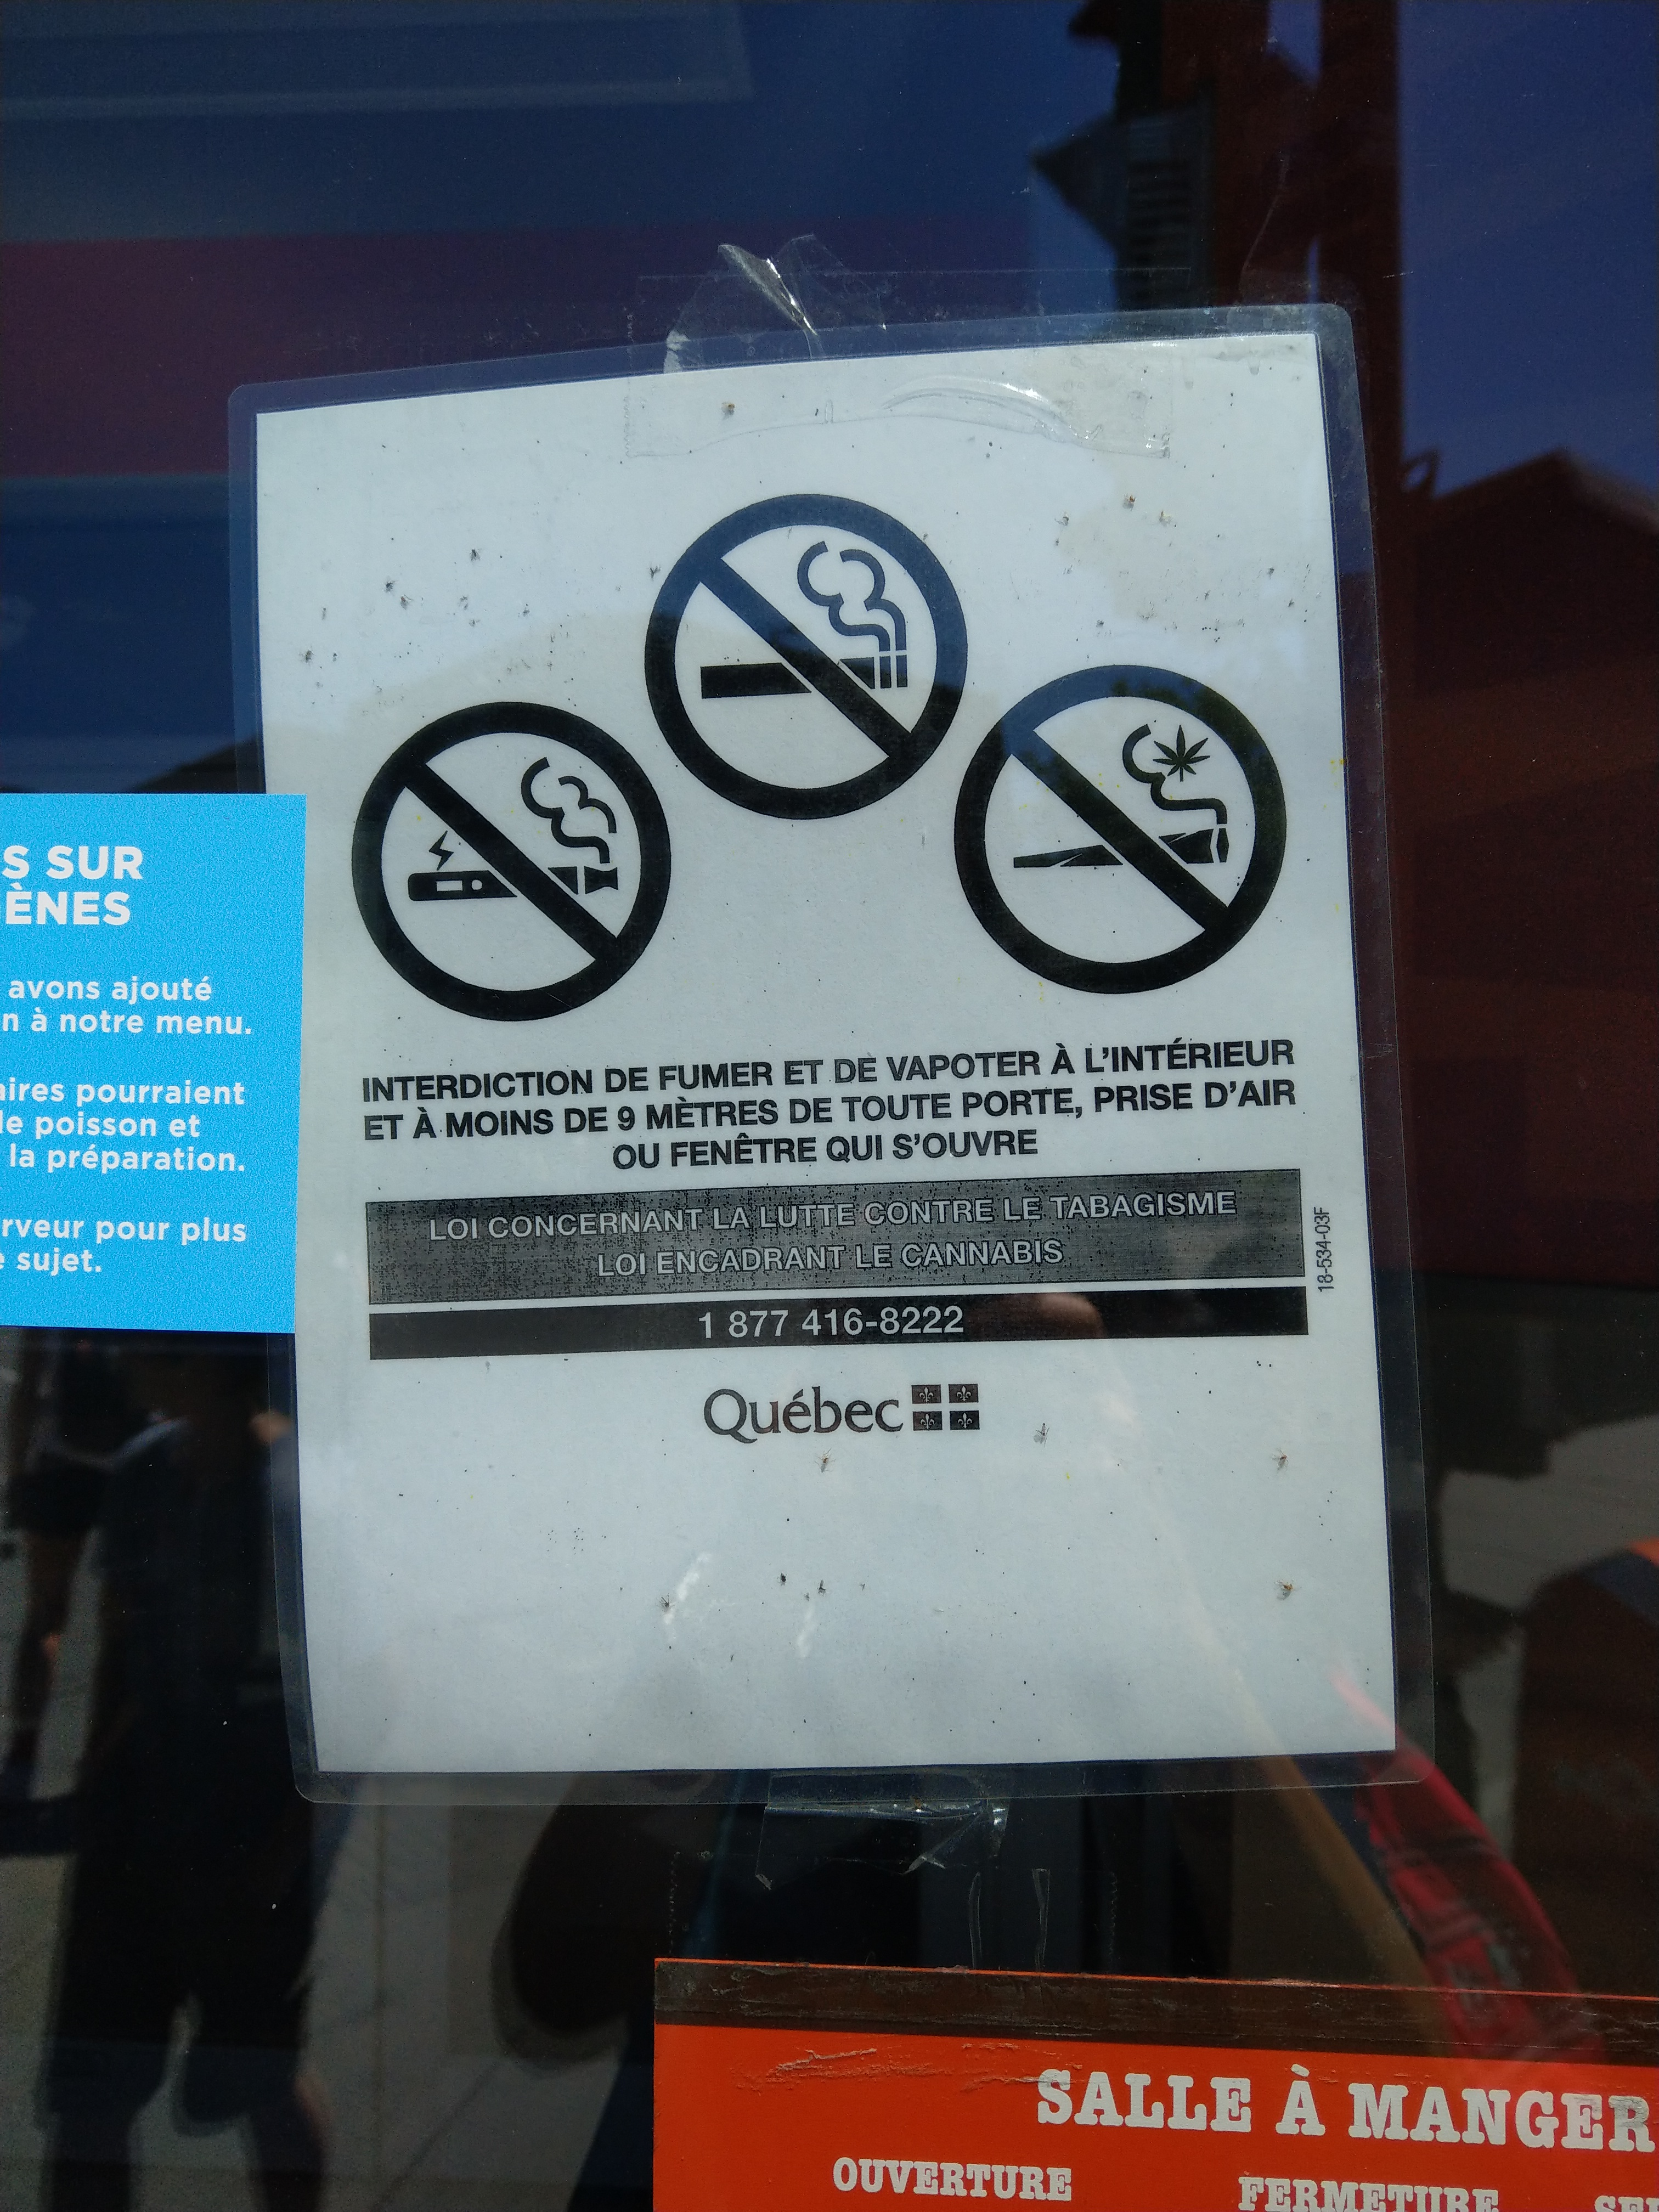 S SUR
ÈNES
avons ajouté
n à notre menu.
aires pourraient
le poisson et
la préparation.
rveur pour plus
e sujet.
INTERDICTION DE FUMER ET DE VAPOTER À L'INTÉRIEUR
ET À MOINS DE 9 MÈTRES DE TOUTE PORTE, PRISE D'AIR
OU FENÊTRE QUI S'OUVRE
LOI CONCERNANT LA LUTTE CONTRE LE TABAGISME
LOI ENCADRANT LE CANNABIS
1 877 416-8222
18-534-03F
Québec
SALLE À MANGER
OUVERTURE FERMETURE